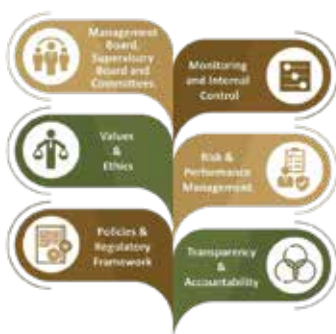 Management
Board,
Supervisory
Board and
Committees.
Monitoring
and Internal
Control
Values
&
Ethics
Risk &
Performance
Management
Policies &
Regulatory
Framework
Transparency
&
Accountability